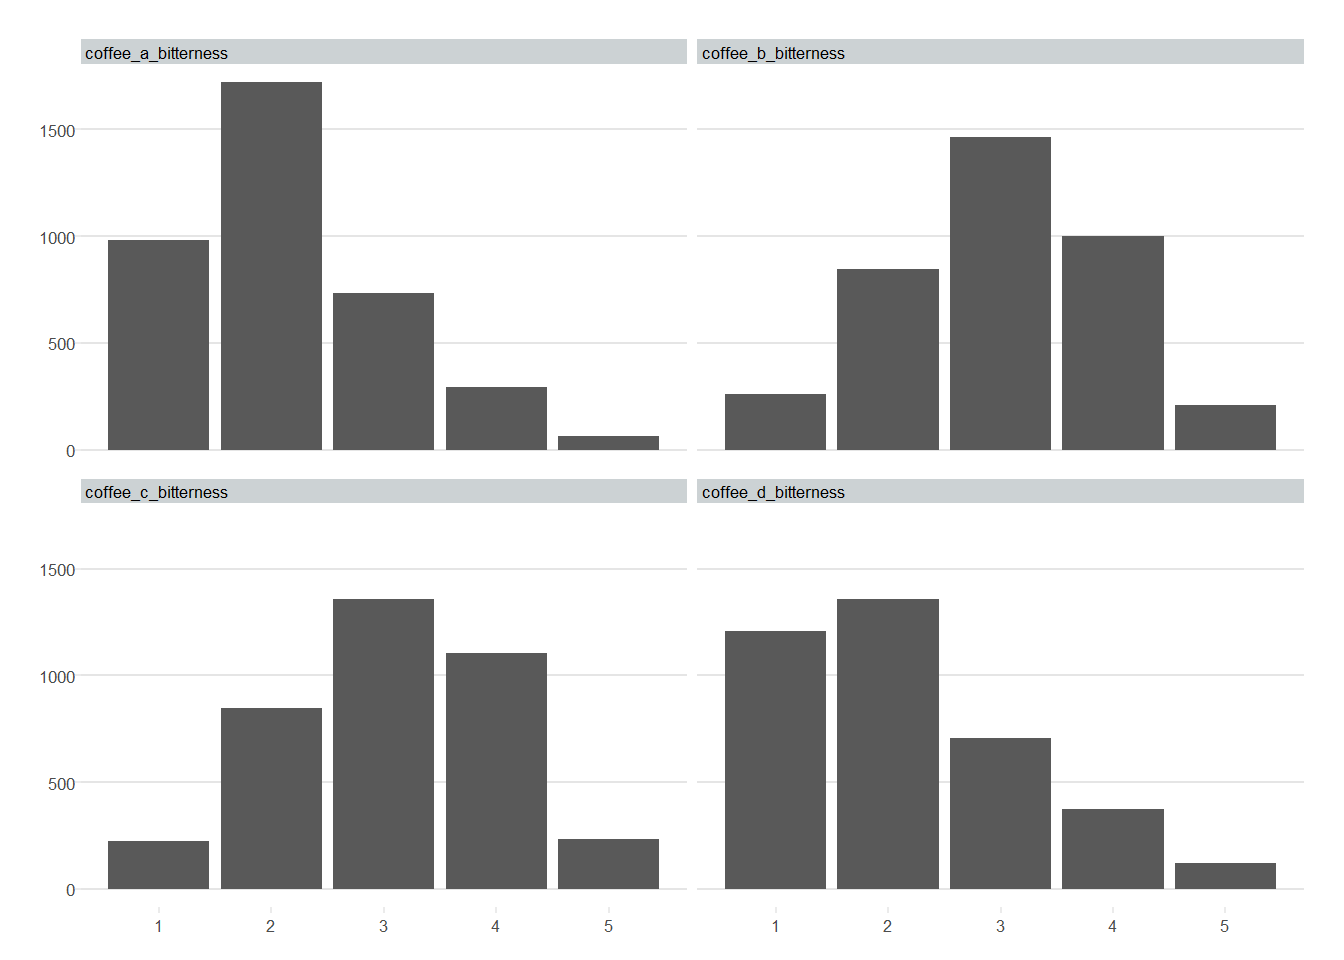 coffee_a_bitterness
coffee_b_bitterness
1500
1000
500
0
coffee_c_bitterness
coffee_d_bitterness
1500
1000
500
0
1 2 3 4 5
1 2 3 4 5